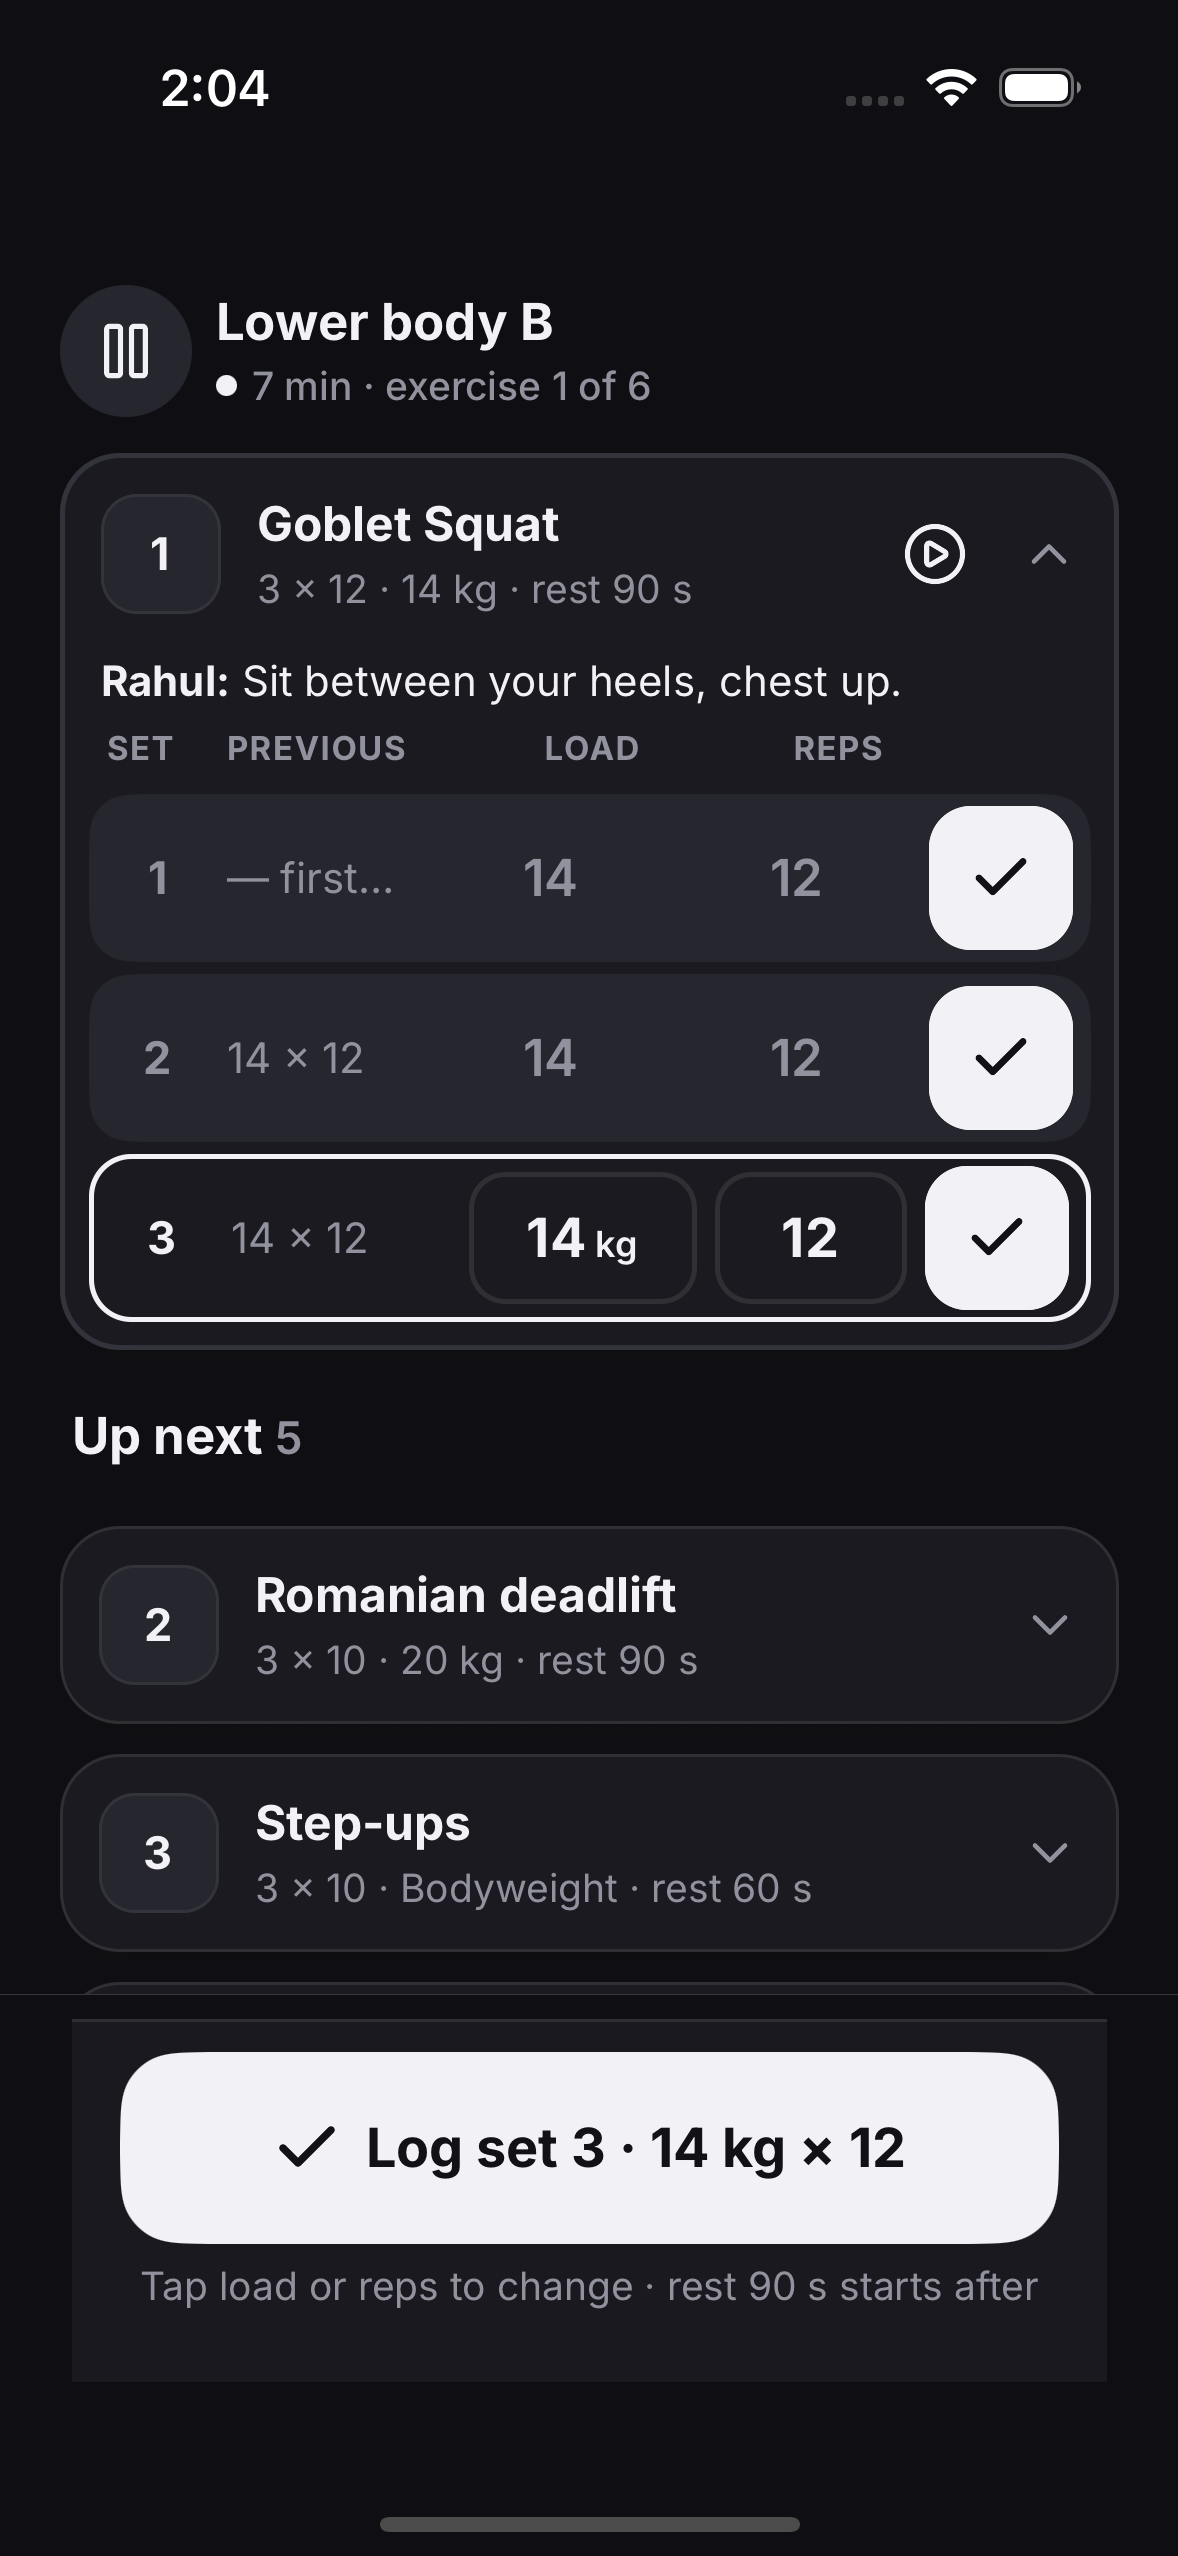 2:04
Lower body B
7 min · exercise 1 of 6
1
Goblet Squat
3 × 12 · 14 kg · rest 90 s
Rahul: Sit between your heels, chest up.
SET PREVIOUS LOAD REPS
1 — first... 14 12
2 14 × 12 14 12
3 14 × 12 14 kg 12
Up next 5
2
Romanian deadlift
3 × 10 · 20 kg · rest 90 s
3
Step-ups
3 × 10 · Bodyweight · rest 60 s
Log set 3 · 14 kg × 12
Tap load or reps to change · rest 90 s starts after